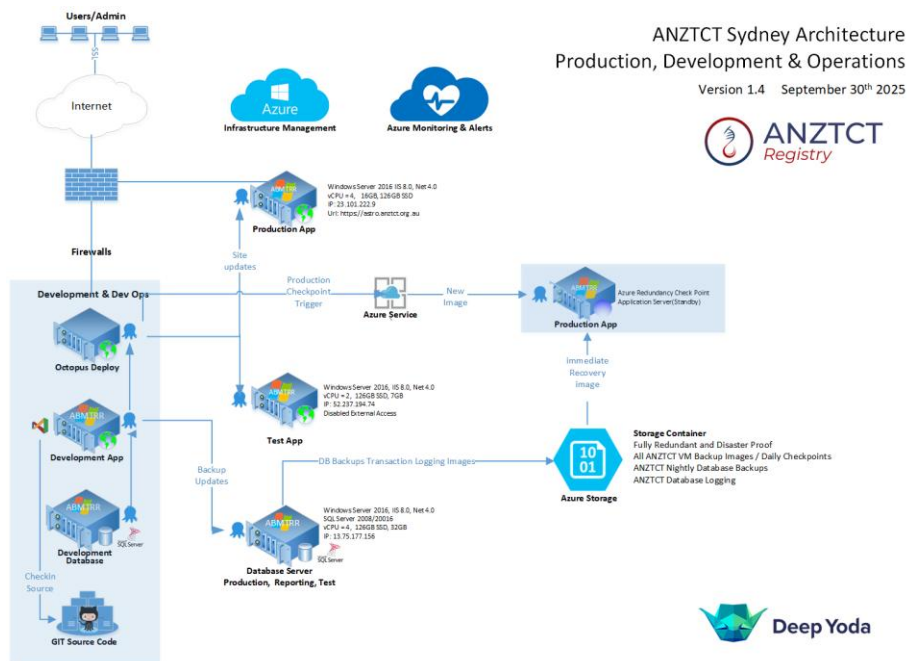 Users/Admin
SSL
Internet
Firewalls
Azure
Infrastructure Management
Azure Monitoring & Alerts
ANZTCT Sydney Architecture
Production, Development & Operations
Version 1.4 September 30th 2025
ANZTCT
Registry
ABMTRR
Production App
Windows Server 2016 IIS 8.0, Net 4.0
vCPU = 4, 16GB, 126GB SSD
IP: 23.101.222.9
Url: https://astro.anztct.org.au
Site
updates
Development & Dev Ops
Octopus Deploy
Production
Checkpoint
Trigger
Azure Service
New
Image
ABMTRR
Production App
Azure Redundancy Check Point
Application Server(Standby)
Immediate
Recovery
image
ABMTRR
Development App
ABMTRR
Test App
Windows Server 2016, IIS 8.0, Net 4.0
vCPU = 2, 126GB SSD, 7GB
IP: 52.237.194.74
Disabled External Access
Backup
Updates
DB Backups Transaction Logging Images
10
01
Azure Storage
Storage Container
Fully Redundant and Disaster Proof
All ANZTCT VM Backup Images / Daily Checkpoints
ANZTCT Nightly Database Backups
ANZTCT Database Logging
ABMTRR
SQL Server
Development
Database
ABMTRR
SQL Server
Database Server
Production, Reporting, Test
Windows Server 2016, IIS 8.0, Net 4.0
SQL Server 2008/20016
vCPU = 4, 126GB SSD, 32GB
IP: 13.75.177.156
CheckIn
Source
GIT Source Code
Deep Yoda